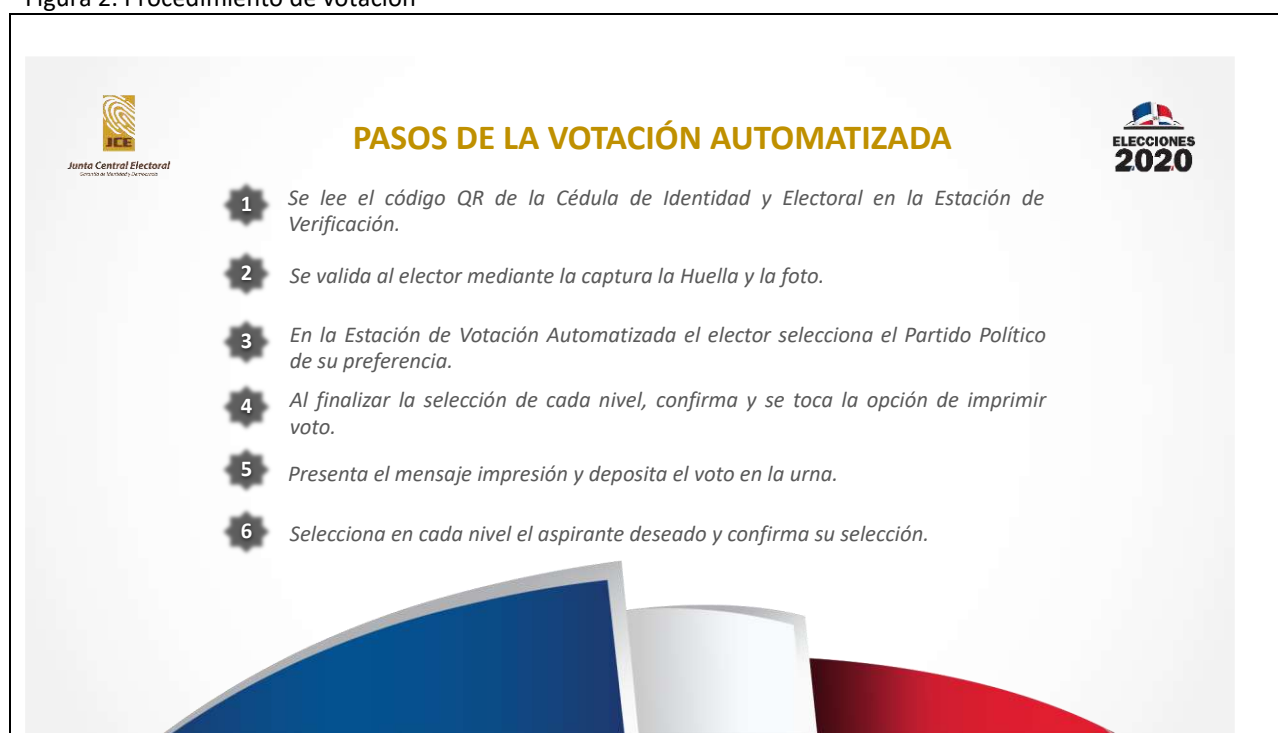 Figura 2. Procedimiento de votación
JCE
Junta Central Electoral
Garantía de Identidad y Democracia
PASOS DE LA VOTACIÓN AUTOMATIZADA
ELECCIONES
2020
1 Se lee el código QR de la Cédula de Identidad y Electoral en la Estación de
Verificación.
2 Se valida al elector mediante la captura la Huella y la foto.
3 En la Estación de Votación Automatizada el elector selecciona el Partido Político
de su preferencia.
4 Al finalizar la selección de cada nivel, confirma y se toca la opción de imprimir
voto.
5 Presenta el mensaje impresión y deposita el voto en la urna.
6 Selecciona en cada nivel el aspirante deseado y confirma su selección.